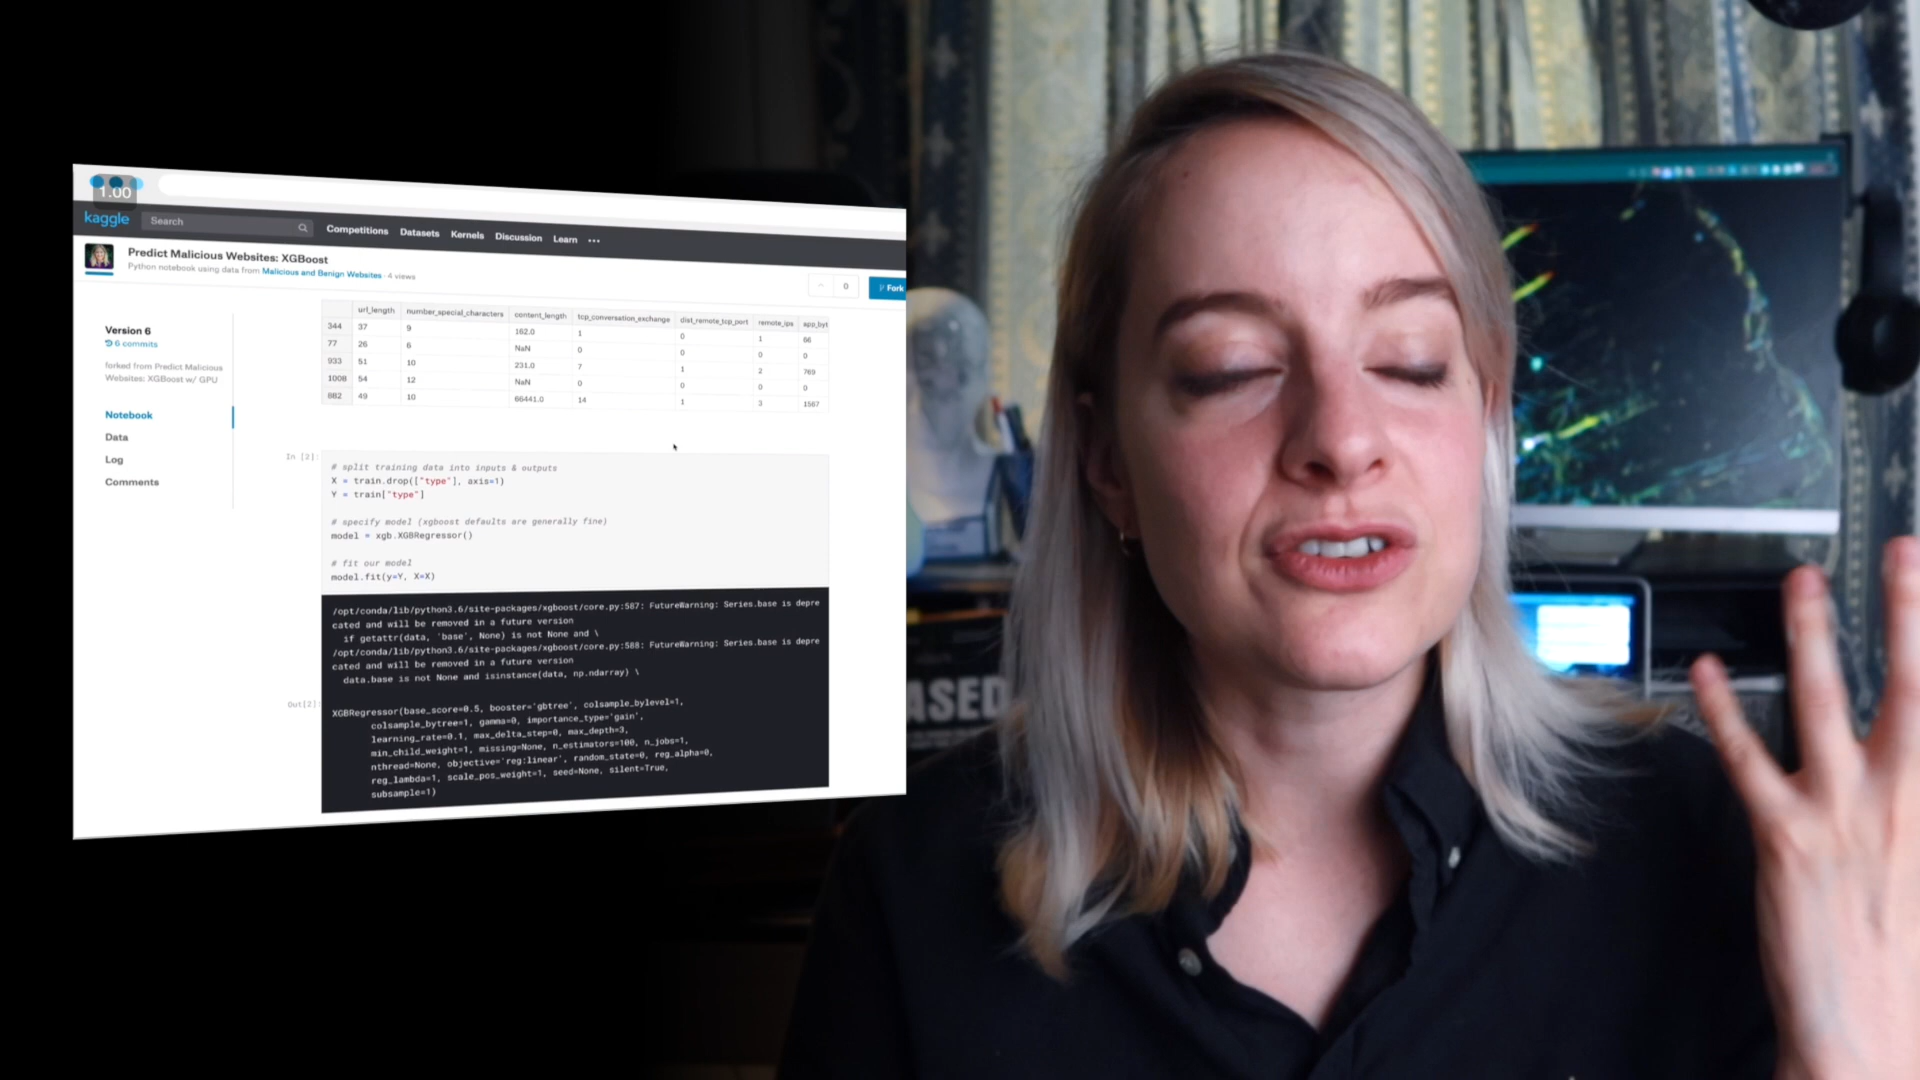 1.00
kaggle
Search
Competitions Datasets Kernels Discussion Learn ...
Predict Malicious Websites: XGBoost
Python notebook using data from Malicious and Benign Websites · 4 views
0
Fork
Version 6
6 commits
forked from Predict Malicious
Websites: XGBoost w/ GPU
Notebook
Data
Log
Comments
url_length number_special_characters content_length tcp_conversation_exchange dist_remote_tcp_port remote_ips app_byt
344 37 9 162.0 1 0 1 66
77 26 6 NaN 0 0 0 0
933 51 10 231.0 7 1 2 769
1008 54 12 NaN 0 0 0 0
682 49 10 66441.0 14 1 3 1567
In [2]:
# split training data into inputs & outputs
X = train.drop(["type"], axis=1)
Y = train["type"]
# specify model (xgboost defaults are generally fine)
model = xgb.XGBRegressor()
# fit our model
model.fit(y=Y, X=X)
/opt/conda/lib/python3.6/site-packages/xgboost/core.py:587: FutureWarning: Series.base is depre
cated and will be removed in a future version
if getattr(data, 'base', None) is not None and \
/opt/conda/lib/python3.6/site-packages/xgboost/core.py:588: FutureWarning: Series.base is depre
cated and will be removed in a future version
data.base is not None and isinstance(data, np.ndarray) \
Out[2]:
XGBRegressor(base_score=0.5, booster='gbtree', colsample_bylevel=1,
colsample_bytree=1, gamma=0, importance_type='gain',
learning_rate=0.1, max_delta_step=0, max_depth=3,
min_child_weight=1, missing=None, n_estimators=100, n_jobs=1,
nthread=None, objective='reg:linear', random_state=0, reg_alpha=0,
reg_lambda=1, scale_pos_weight=1, seed=None, silent=True,
subsample=1)
ASED